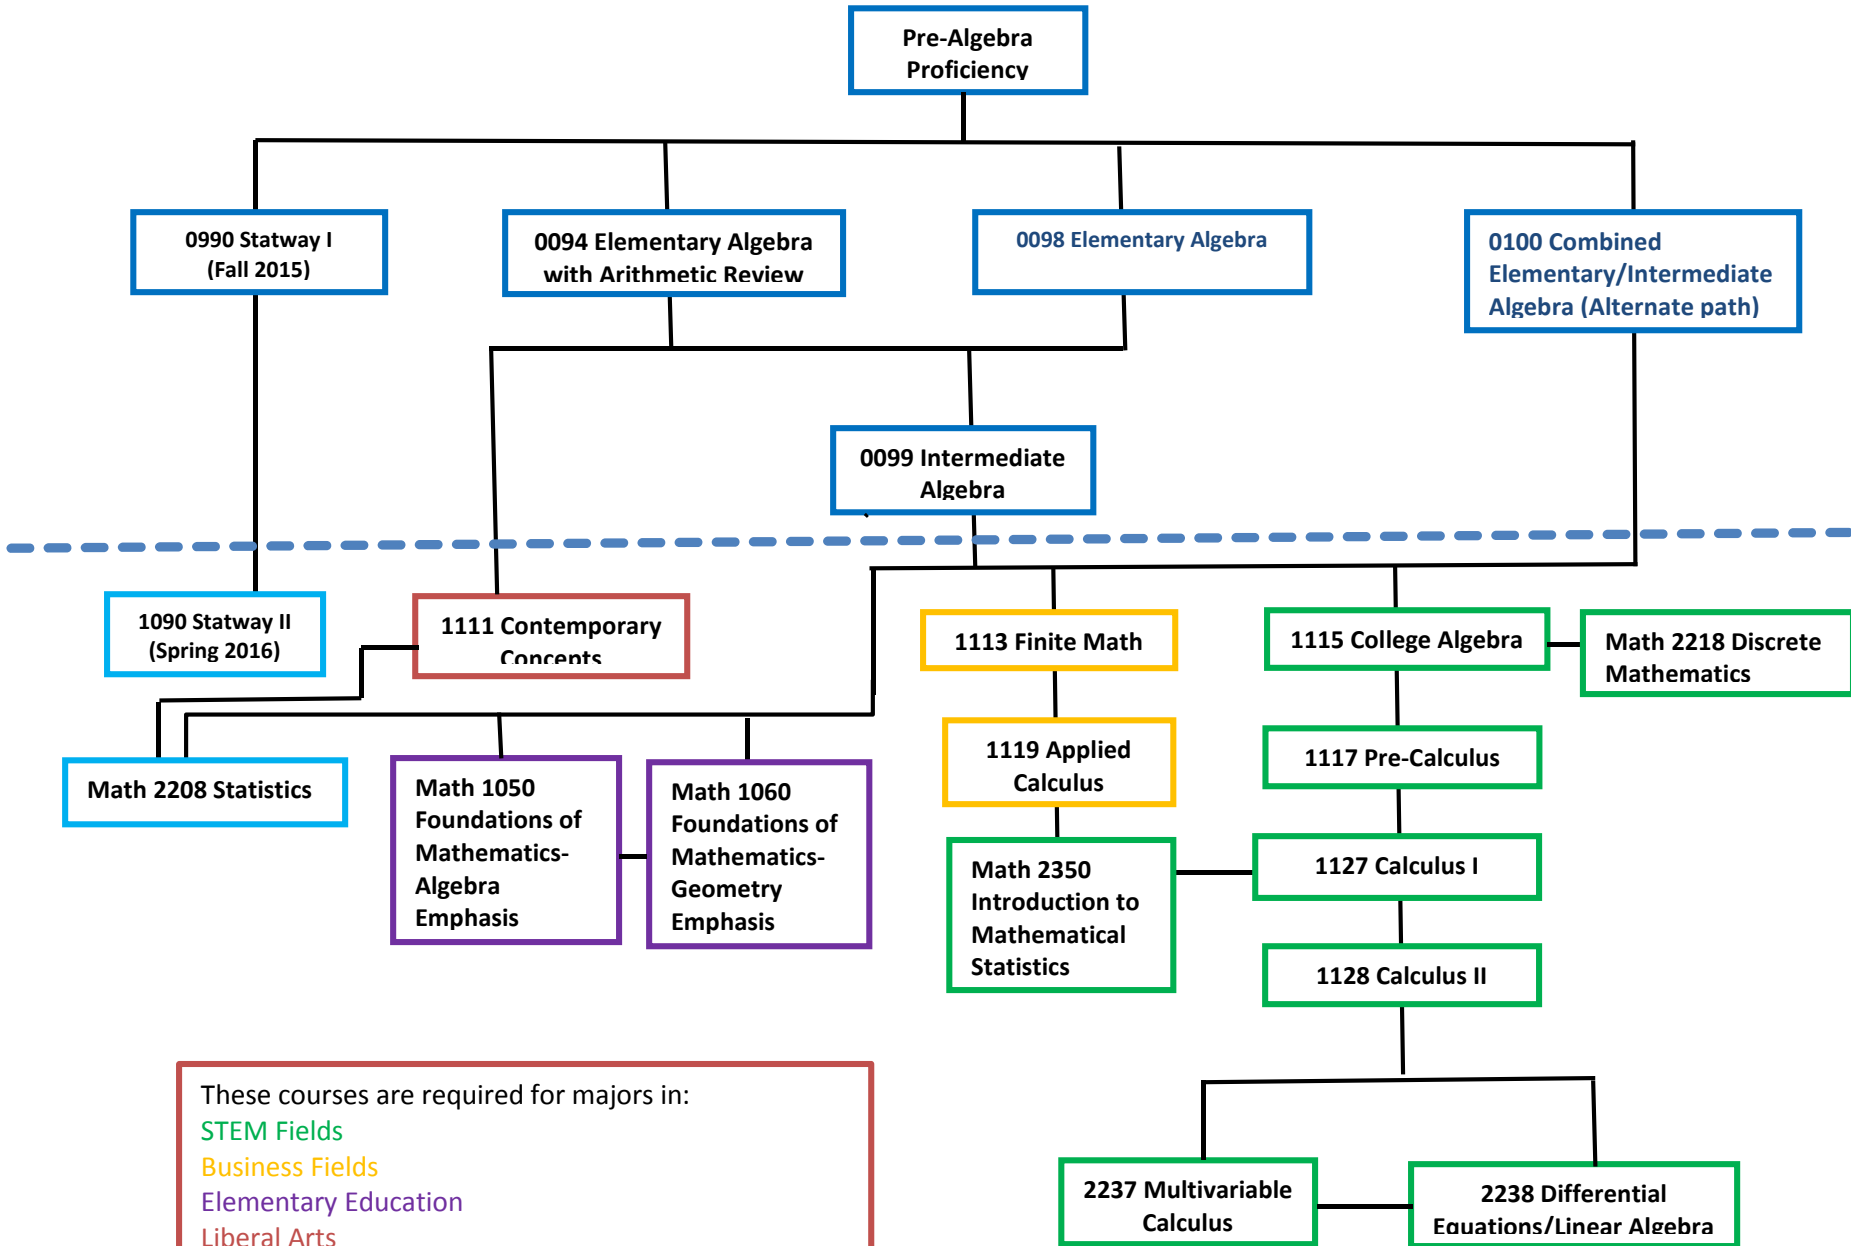 Pre-Algebra
Proficiency
0990 Statway I
(Fall 2015)
0094 Elementary Algebra
with Arithmetic Review
0098 Elementary Algebra
0100 Combined
Elementary/Intermediate
Algebra (Alternate path)
0099 Intermediate
Algebra
1090 Statway II
(Spring 2016)
1111 Contemporary
Concepts
1113 Finite Math
1115 College Algebra
Math 2218 Discrete
Mathematics
1119 Applied
Calculus
1117 Pre-Calculus
Math 2208 Statistics
Math 1050
Foundations of
Mathematics-
Algebra
Emphasis
Math 1060
Foundations of
Mathematics-
Geometry
Emphasis
Math 2350
Introduction to
Mathematical
Statistics
1127 Calculus I
1128 Calculus II
These courses are required for majors in:
STEM Fields
Business Fields
Elementary Education
Liberal Arts
2237 Multivariable
Calculus
2238 Differential
Equations/Linear Algebra